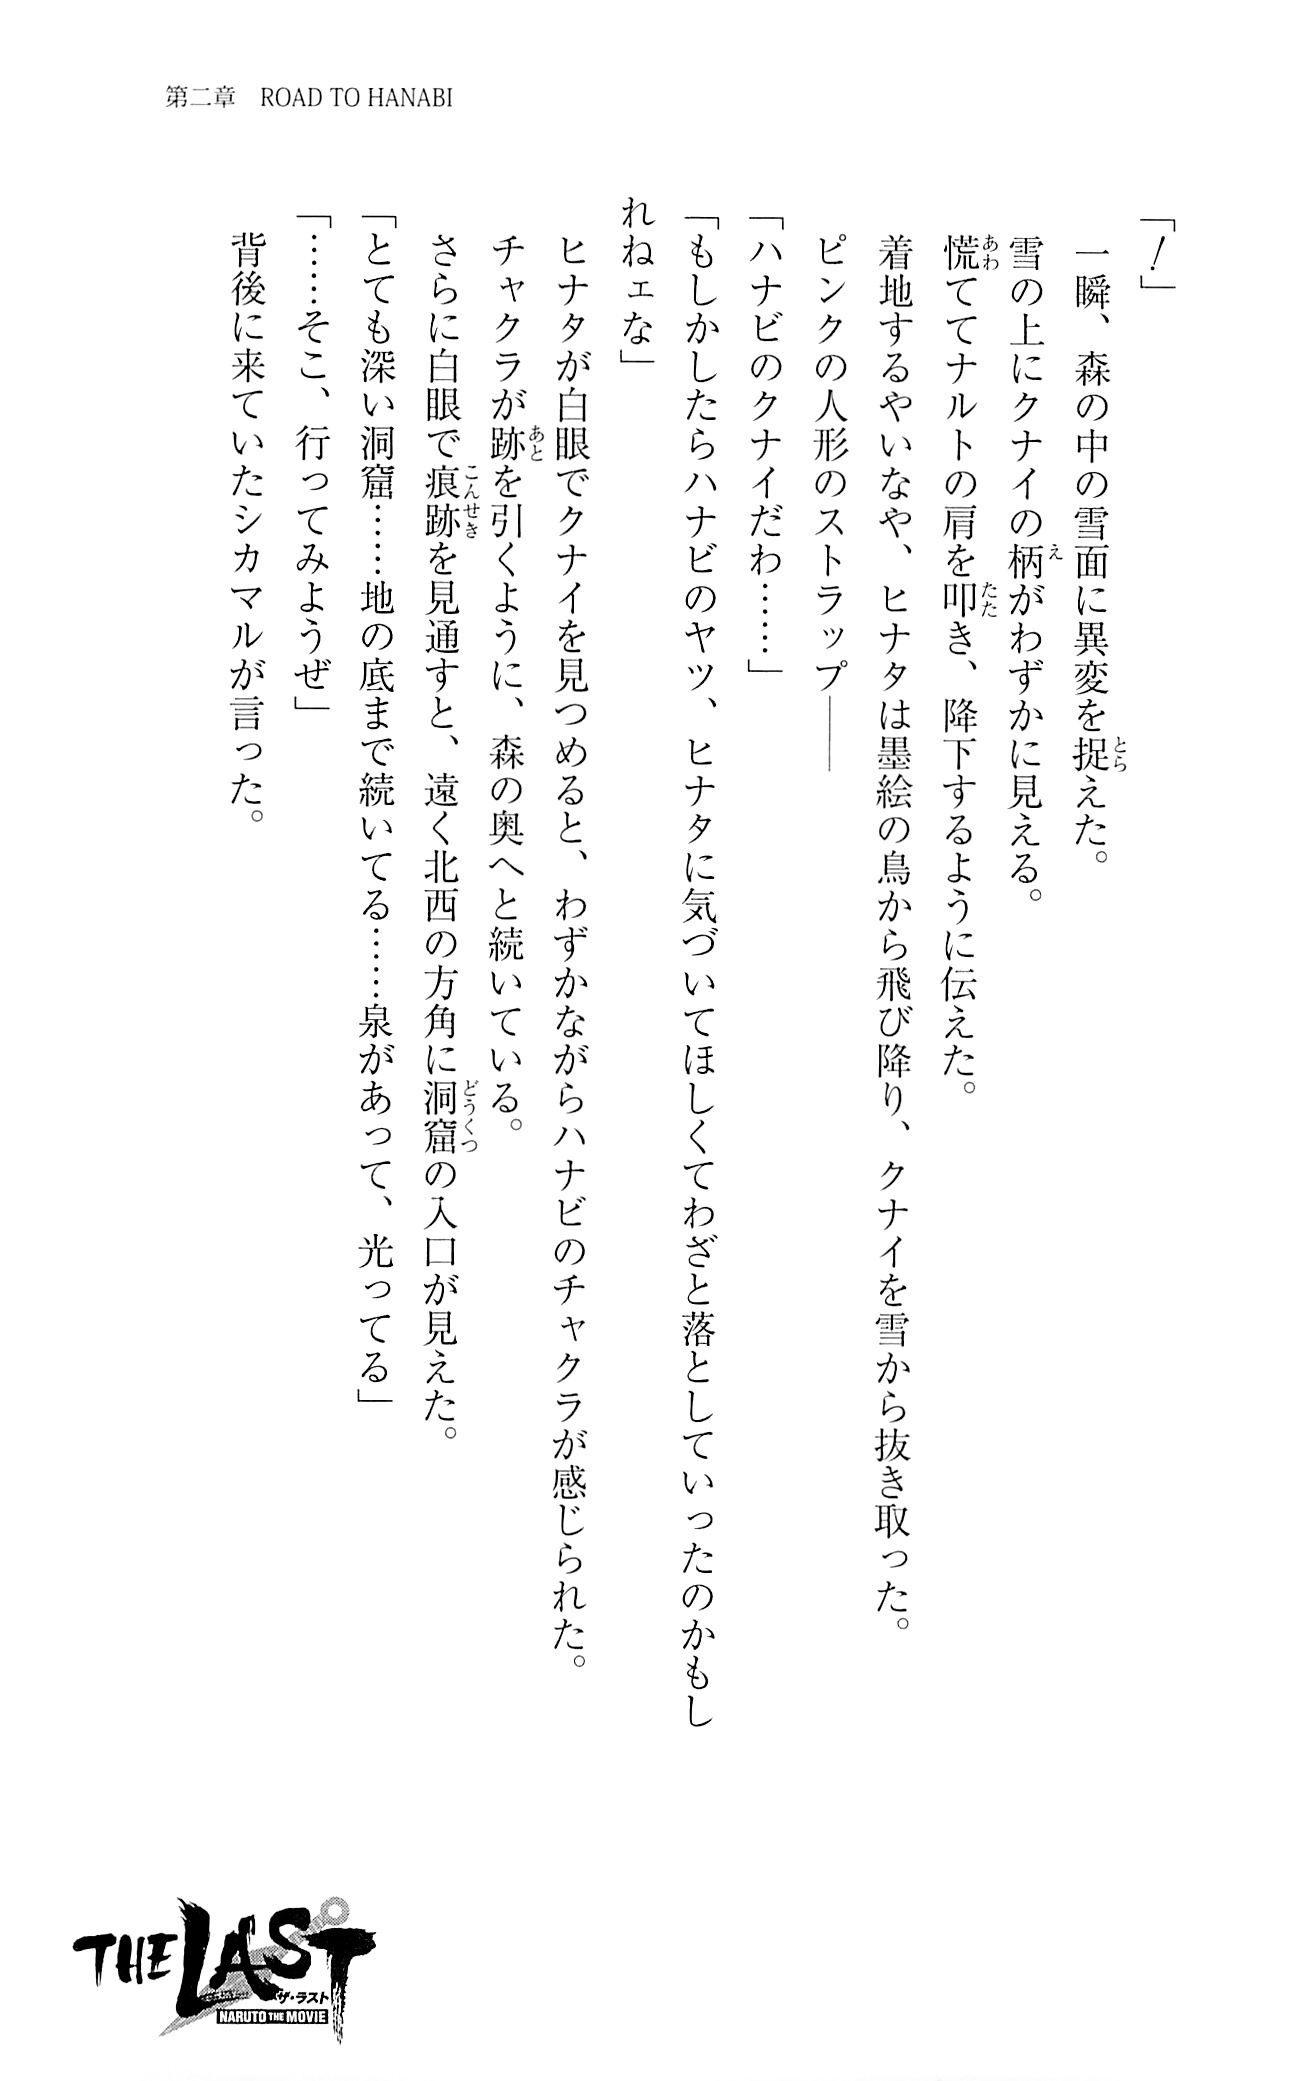 第二章 ROAD TO HANABI
「！」
一瞬、森の中の雪面に異変を捉えた。
雪の上にクナイの柄がわずかに見える。
慌ててナルトの肩を叩き、降下するように伝えた。
着地するやいなや、ヒナタは墨絵の鳥から飛び降り、クナイを雪から抜き取った。
ピンクの人形のストラップ――
「ハナビのクナイだわ……」
「もしかしたらハナビのヤツ、ヒナタに気づいてほしくてわざと落としていったのかもし
れねェな」
ヒナタが白眼でクナイを見つめると、わずかながらハナビのチャクラが感じられた。
チャクラが跡を引くように、森の奥へと続いている。
さらに白眼で痕跡を見通すと、遠く北西の方角に洞窟の入口が見えた。
「とても深い洞窟……地の底まで続いてる……泉があって、光ってる」
「……そこ、行ってみようぜ」
背後に来ていたシカマルが言った。
THE LAST
ザ・ラスト
NARUTO THE MOVIE